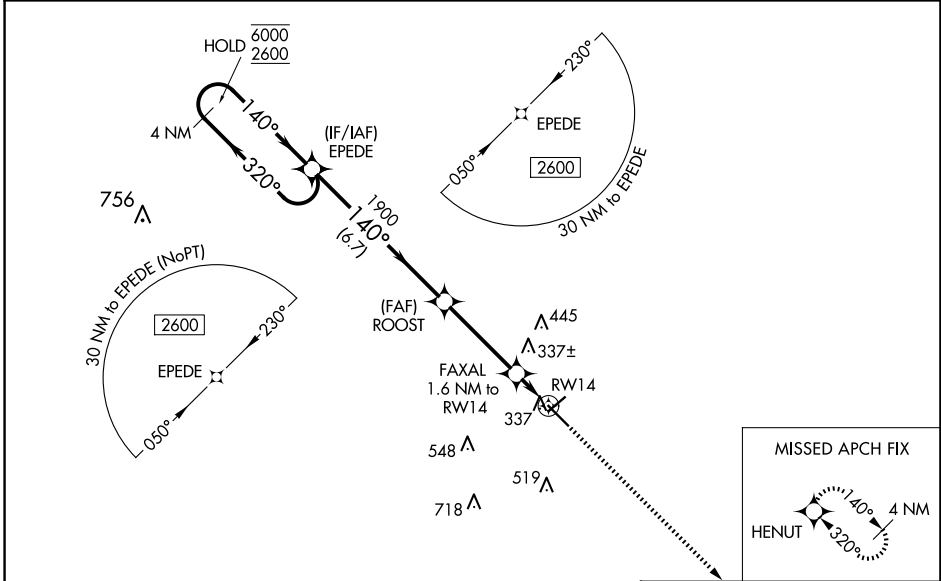 HOLD 6000
2600
4 NM
140°
320°
(IF/IAF)
EPEDE
230°
EPEDE
2600
050°
30 NM to EPEDE
756
1900
140°
(6.7)
30 NM to EPEDE (NoPT)
2600
230°
EPEDE
050°
(FAF)
ROOST
445
337±
FAXAL
1.6 NM to
RW14
RW14
337
548
519
718
MISSED APCH FIX
140°
4 NM
HENUT
320°